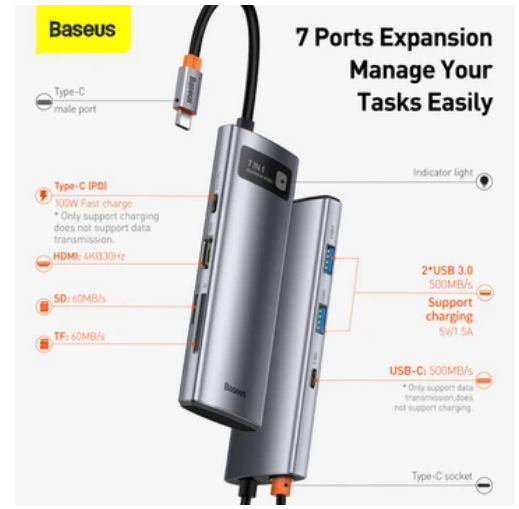 Baseus
7 Ports Expansion
Manage Your
Tasks Easily
Type-C
male port
Baseus
7 IN 1
Indicator light
Type-C (PD)
100W Fast charge
* Only support charging
does not support data
transmission.
HDMI: 4K@30Hz
SD: 60MB/s
TF: 60MB/s
2*USB 3.0
500MB/s
Support
charging
5V/1.5A
USB-C: 500MB/s
* Only support data
transmission,does
not support charging.
Baseus
Type-C socket